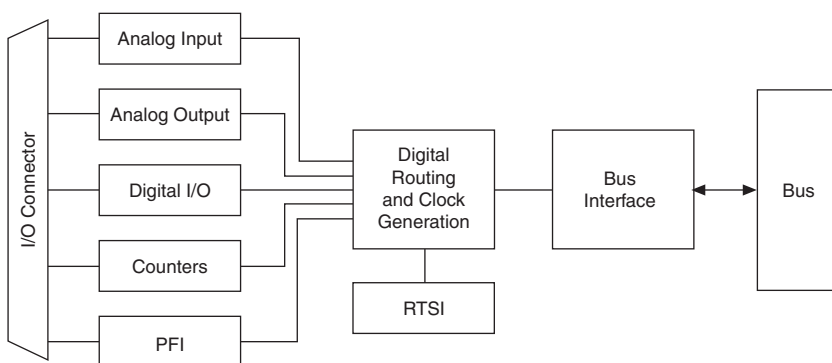 I/O Connector
Analog Input
Analog Output
Digital I/O
Counters
PFI
Digital
Routing
and Clock
Generation
RTSI
Bus
Interface
Bus